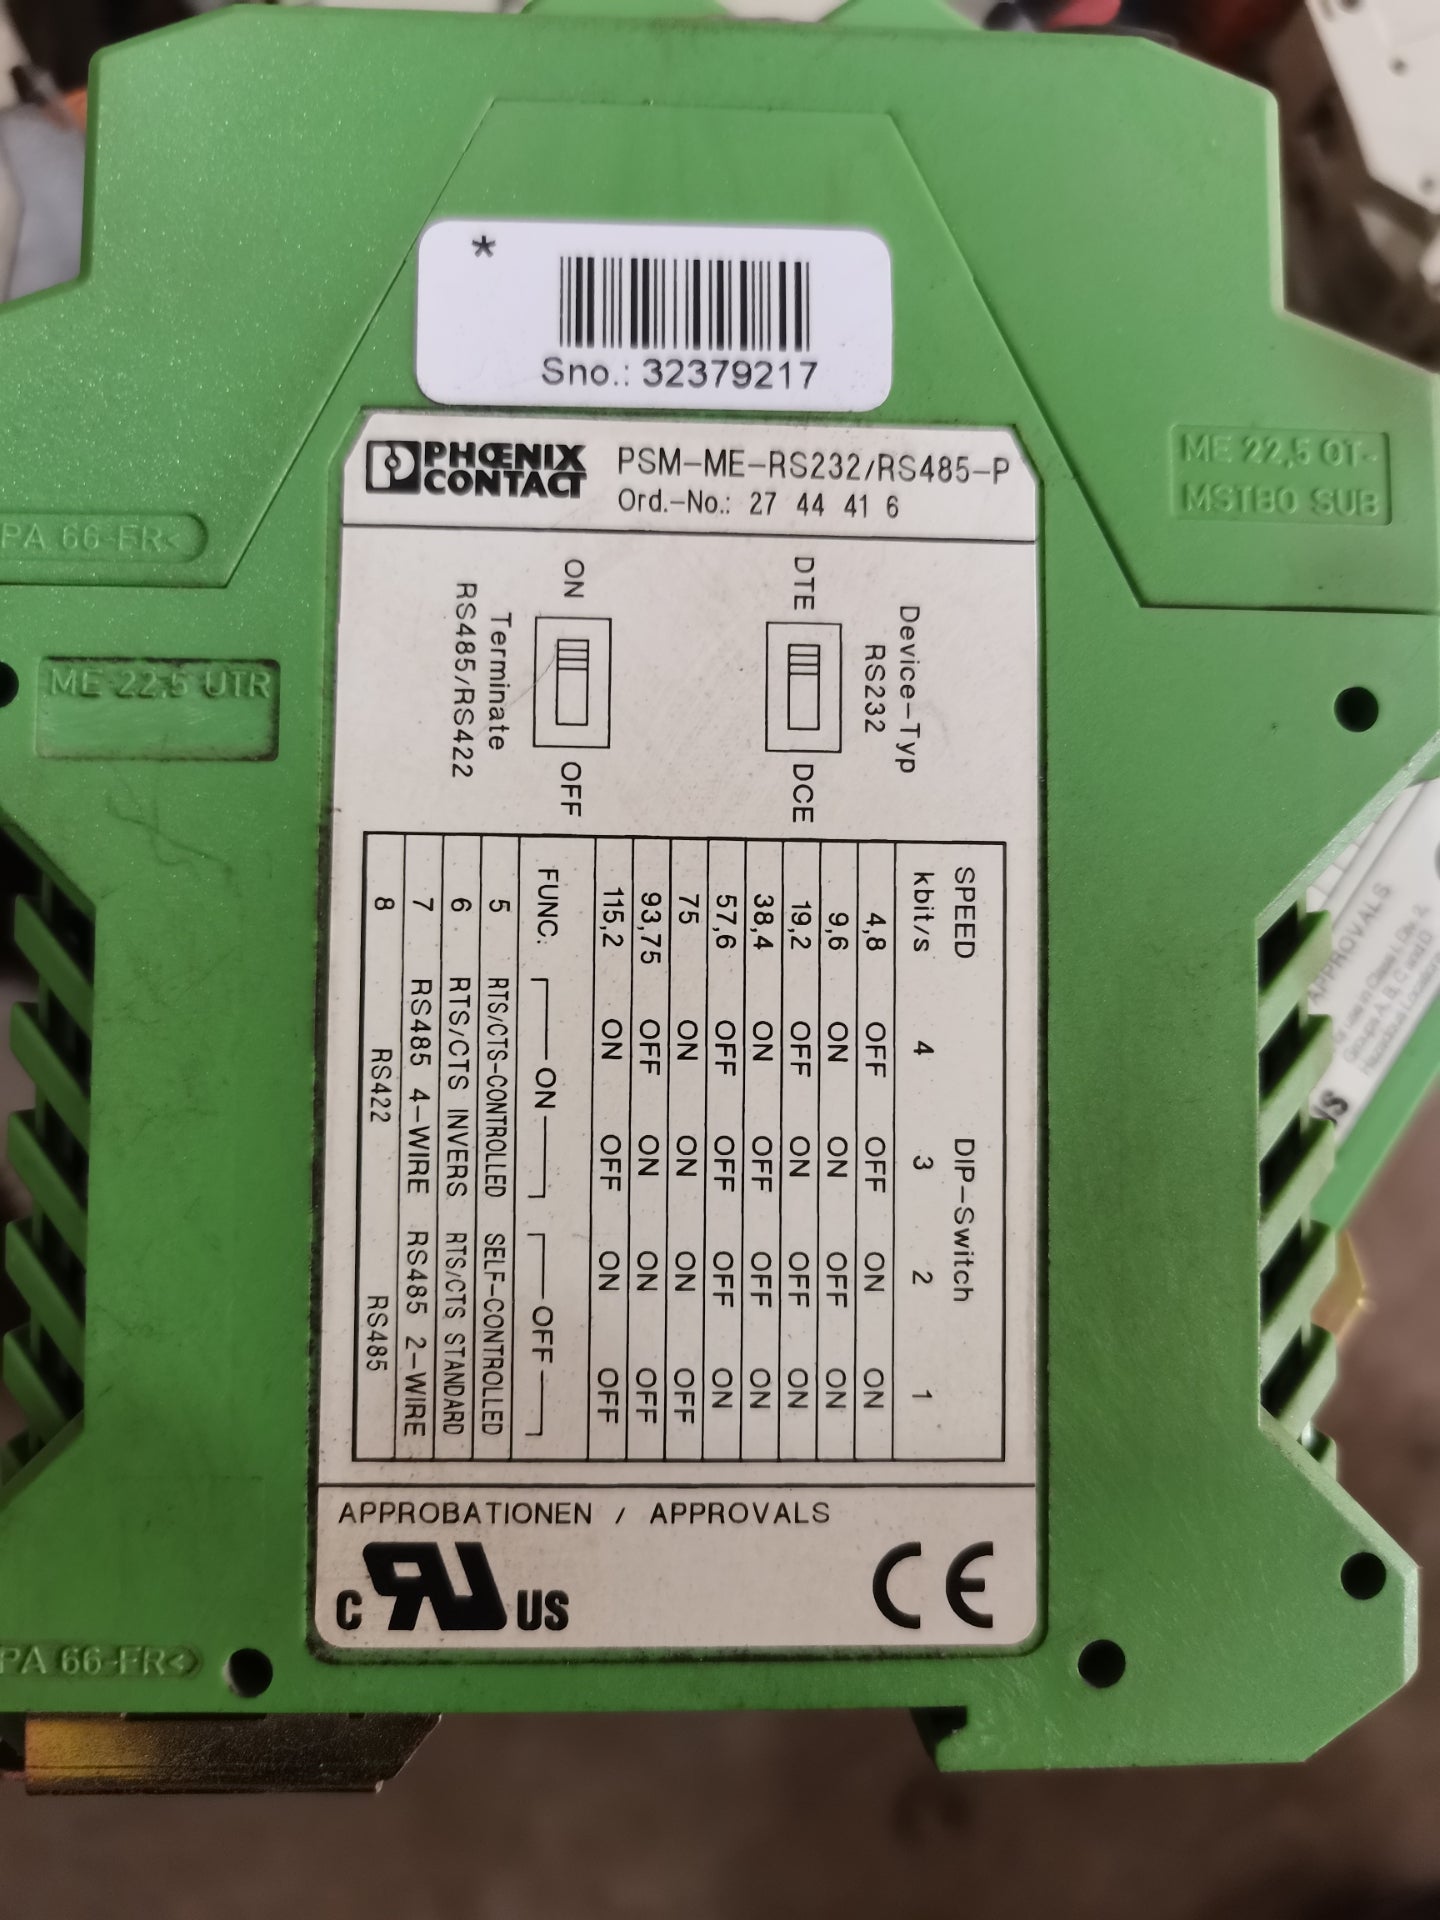 *
Sno.: 32379217
PHŒNIX
CONTACT
PSM-ME-RS232/RS485-P
Ord.-No.: 27 44 41 6
ME 22,5 OT-
MSTBO SUB
PA 66-FR<
ME 22,5 UTR
Device-Typ
RS232
DTE
DCE
ON
OFF
Terminate
RS485/RS422
SPEED DIP-Switch
kbit/s 4 3 2 1
4,8 OFF OFF ON ON
9,6 ON ON OFF ON
19,2 OFF ON OFF ON
38,4 ON OFF OFF ON
57,6 OFF OFF OFF ON
75 ON ON ON OFF
93,75 OFF ON ON OFF
115,2 ON OFF ON OFF
FUNC. ON OFF
5 RTS/CTS-CONTROLLED SELF-CONTROLLED
6 RTS/CTS INVERS RTS/CTS STANDARD
7 RS485 4-WIRE RS485 2-WIRE
8 RS422 RS485
APPROBATIONEN / APPROVALS
C US
CE
PA 66-FR<
APPROVALS